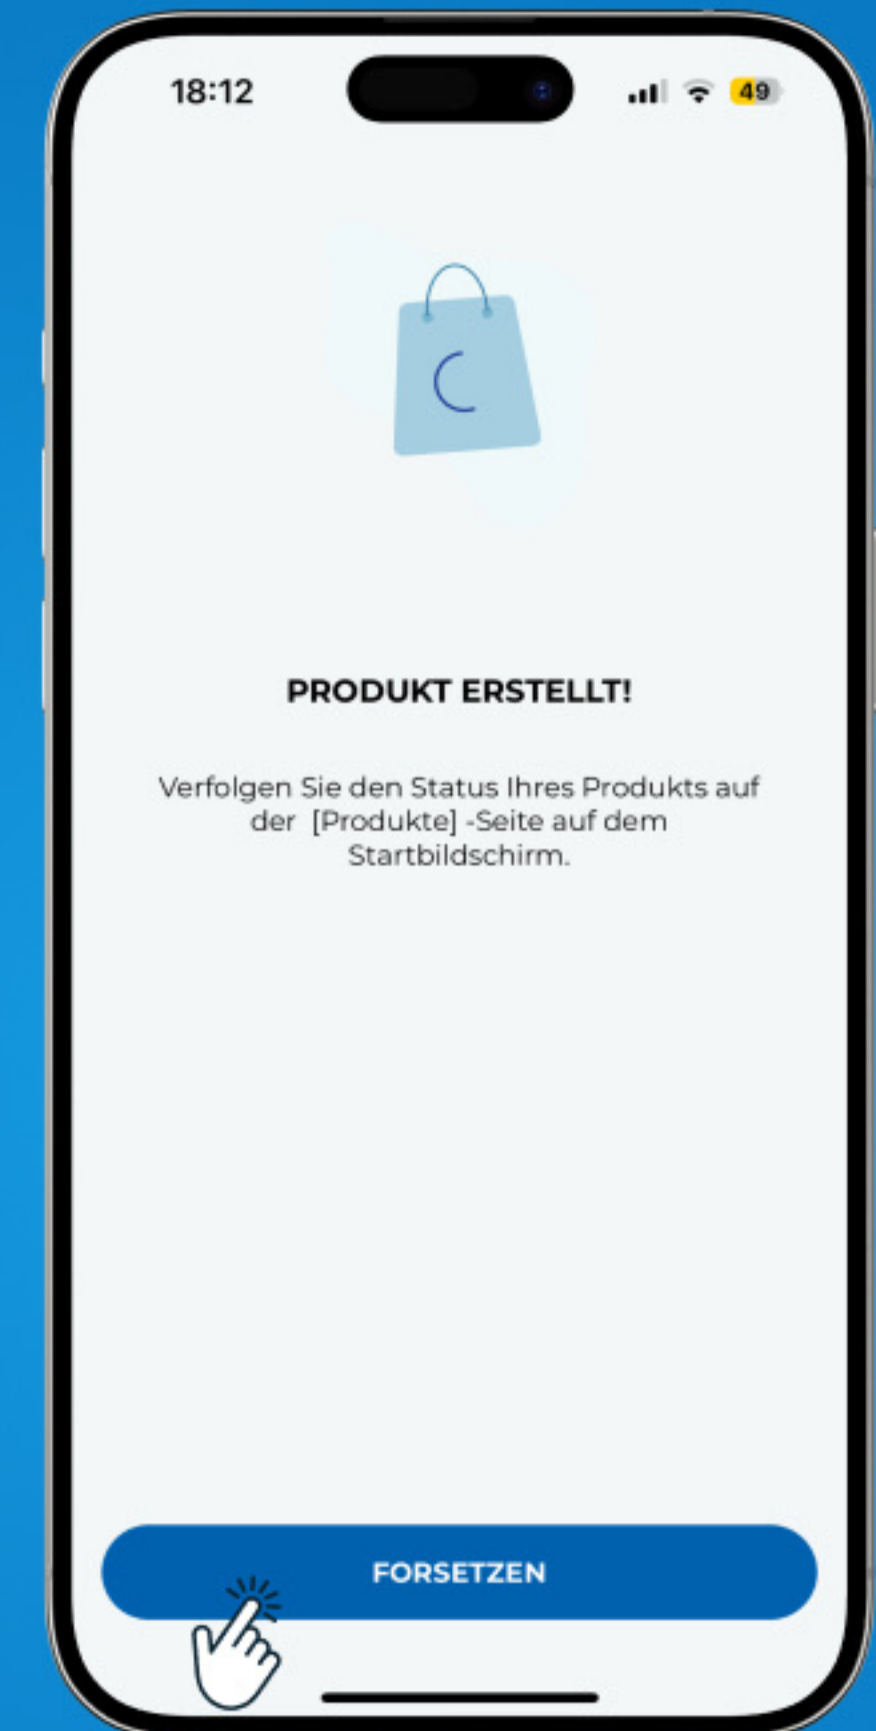 18:12
49
PRODUKT ERSTELLT!
Verfolgen Sie den Status Ihres Produkts auf
der [Produkte] -Seite auf dem
Startbildschirm.
FORSETZEN